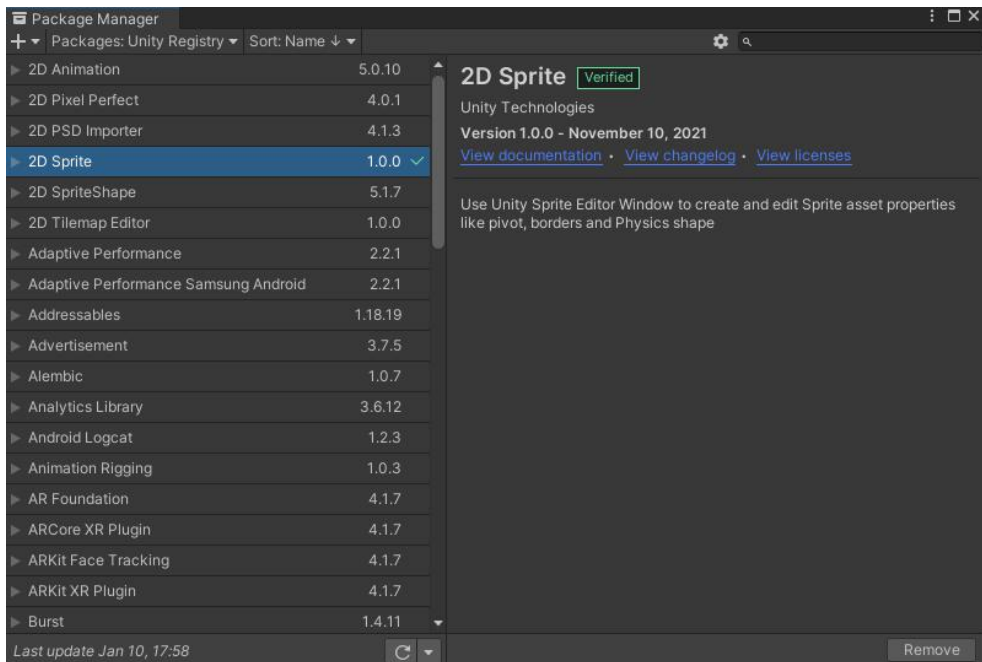 Package Manager
Packages: Unity Registry Sort: Name ↓
2D Animation 5.0.10
2D Pixel Perfect 4.0.1
2D PSD Importer 4.1.3
2D Sprite 1.0.0
2D SpriteShape 5.1.7
2D Tilemap Editor 1.0.0
Adaptive Performance 2.2.1
Adaptive Performance Samsung Android 2.2.1
Addressables 1.18.19
Advertisement 3.7.5
Alembic 1.0.7
Analytics Library 3.6.12
Android Logcat 1.2.3
Animation Rigging 1.0.3
AR Foundation 4.1.7
ARCore XR Plugin 4.1.7
ARKit Face Tracking 4.1.7
ARKit XR Plugin 4.1.7
Burst 1.4.11
Last update Jan 10, 17:58
2D Sprite Verified
Unity Technologies
Version 1.0.0 - November 10, 2021
View documentation • View changelog • View licenses
Use Unity Sprite Editor Window to create and edit Sprite asset properties
like pivot, borders and Physics shape
Remove